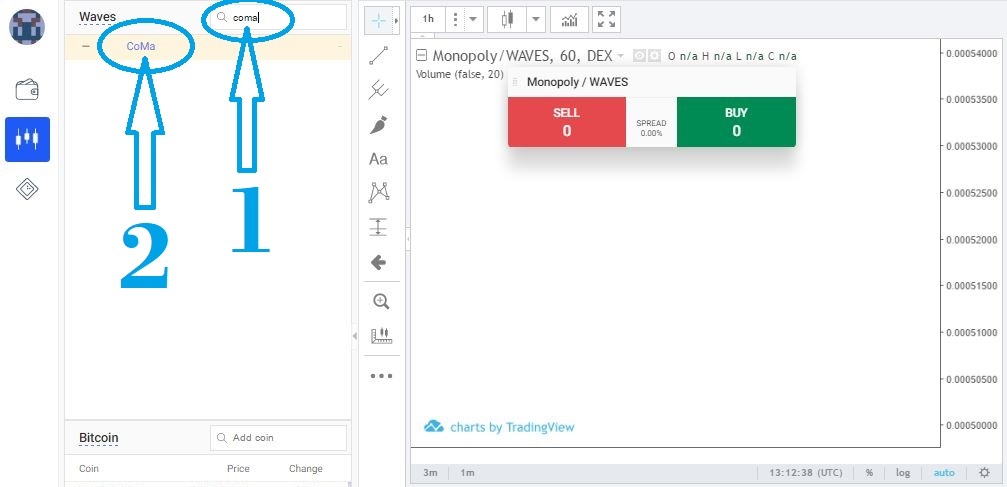 Waves
coma
CoMa
1
2
Bitcoin
Add coin
Coin Price Change
Aa
1h
Monopoly/WAVES, 60, DEX O n/a H n/a L n/a C n/a
Volume (false, 20)
Monopoly / WAVES
SELL
0
SPREAD
0.00%
BUY
0
0.00054000
0.00053500
0.00053000
0.00052500
0.00052000
0.00051500
0.00051000
0.00050500
0.00050000
charts by TradingView
3m 1m 13:12:38 (UTC) % log auto